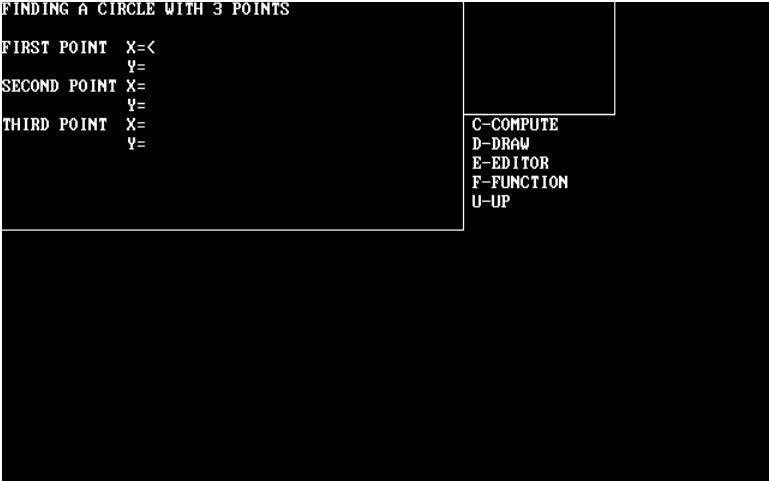 FINDING A CIRCLE WITH 3 POINTS
FIRST POINT X=<
Y=
SECOND POINT X=
Y=
THIRD POINT X=
Y=
C-COMPUTE
D-DRAW
E-EDITOR
F-FUNCTION
U-UP